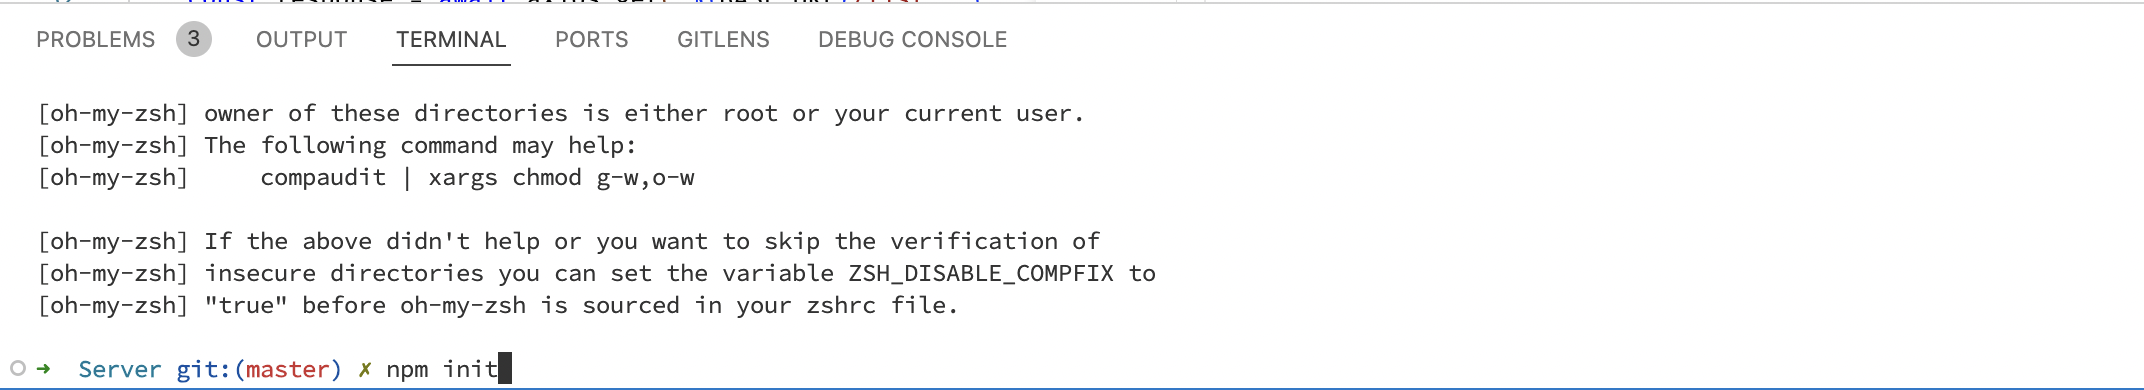 PROBLEMS 3 OUTPUT TERMINAL PORTS GITLENS DEBUG CONSOLE
[oh-my-zsh] owner of these directories is either root or your current user.
[oh-my-zsh] The following command may help:
[oh-my-zsh]     compaudit | xargs chmod g-w,o-w
[oh-my-zsh] If the above didn't help or you want to skip the verification of
[oh-my-zsh] insecure directories you can set the variable ZSH_DISABLE_COMPFIX to
[oh-my-zsh] "true" before oh-my-zsh is sourced in your zshrc file.
➜  Server git:(master) ✗ npm init